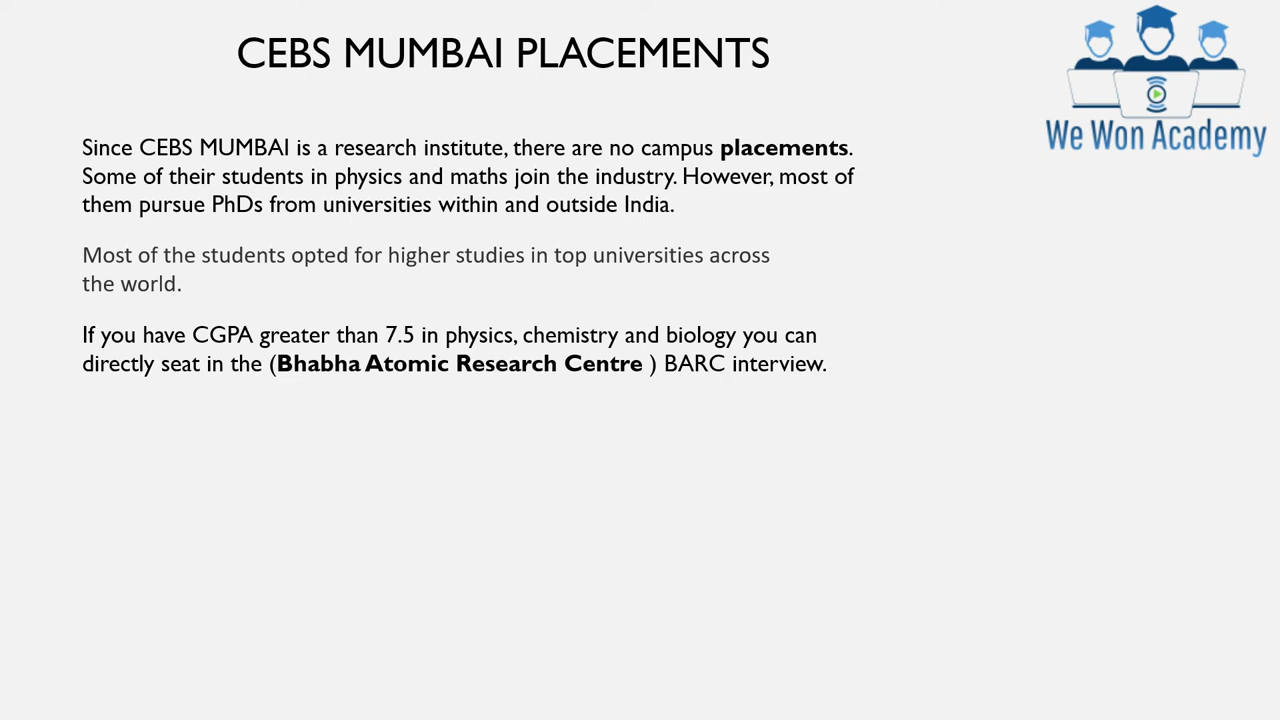 CEBS MUMBAI PLACEMENTS
We Won Academy
Since CEBS MUMBAI is a research institute, there are no campus placements.
Some of their students in physics and maths join the industry. However, most of
them pursue PhDs from universities within and outside India.
Most of the students opted for higher studies in top universities across
the world.
If you have CGPA greater than 7.5 in physics, chemistry and biology you can
directly seat in the (Bhabha Atomic Research Centre ) BARC interview.